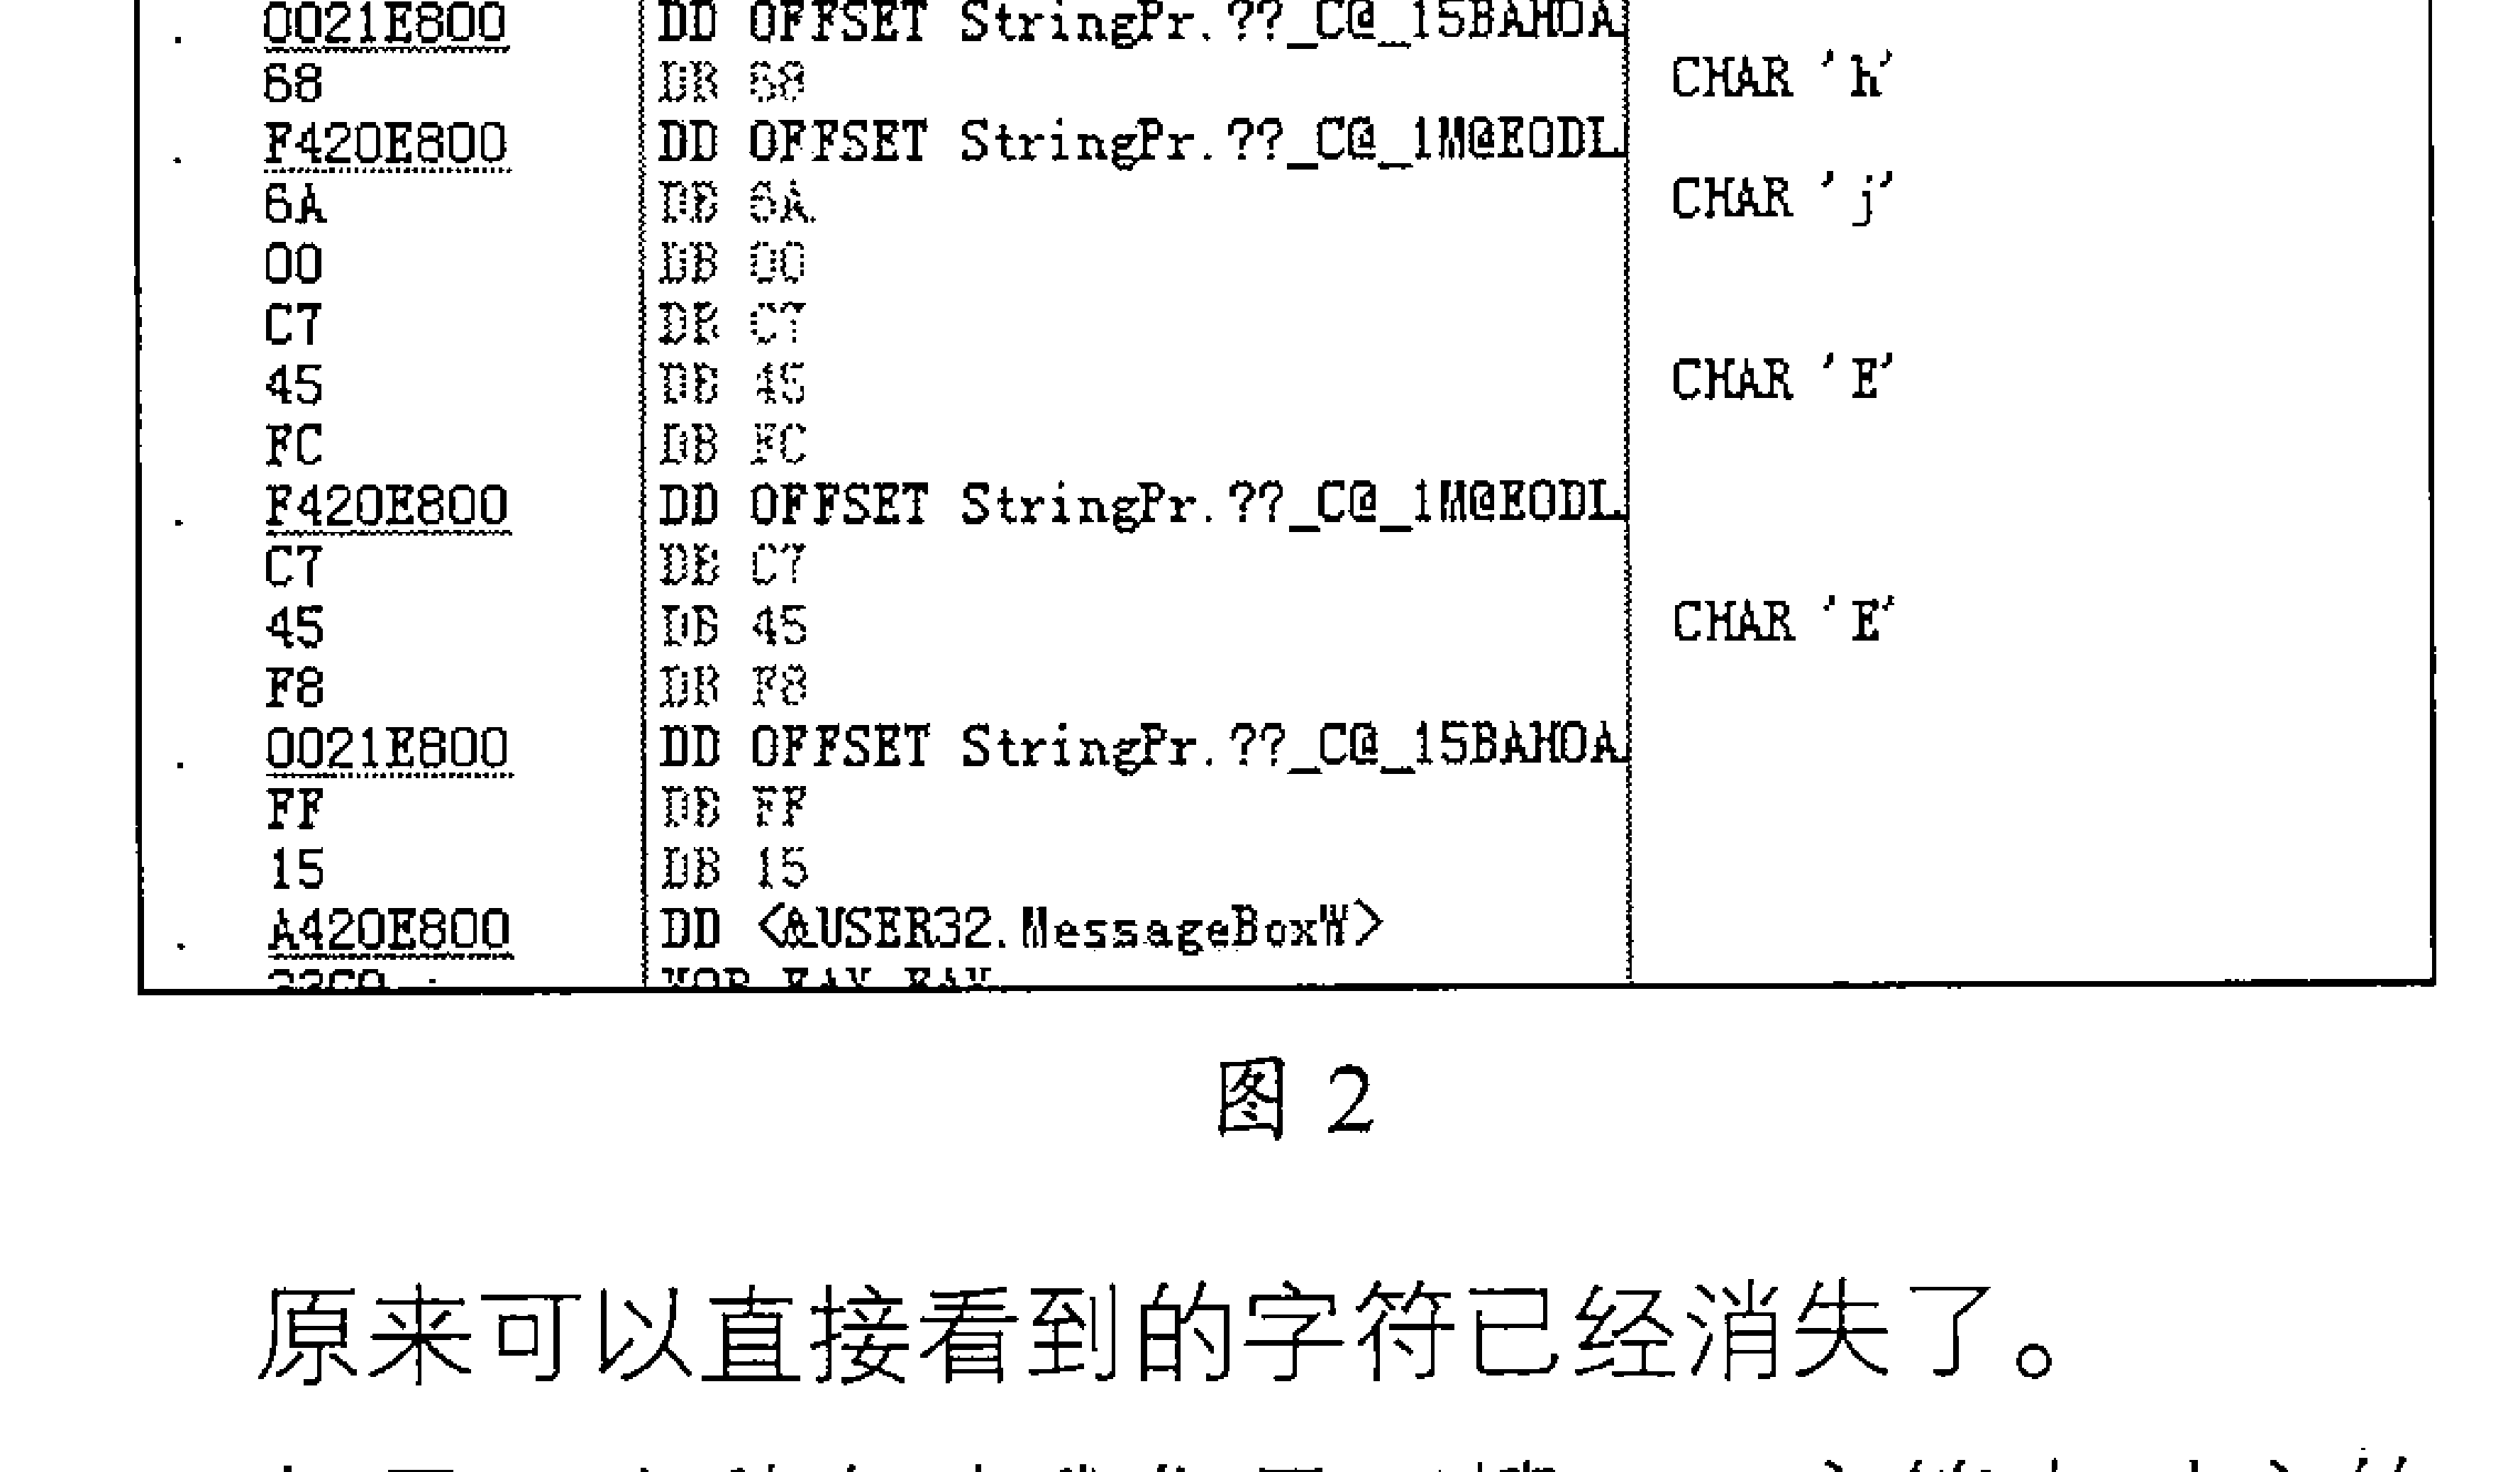 . 0021E800 DD OFFSET StringPr.??_C@_15BAHOA
68 DB 68 CHAR 'h'
. F420E800 DD OFFSET StringPr.??_C@_1M@EODL
6A DB 6A CHAR 'j'
00 DB 00
C7 DB C7
45 DB 45 CHAR 'E'
FC DB FC
. F420E800 DD OFFSET StringPr.??_C@_1M@EODL
C7 DB C7
45 DB 45 CHAR 'E'
F8 DB F8
. 0021E800 DD OFFSET StringPr.??_C@_15BAHOA
FF DB FF
15 DB 15
. A420E800 DD <&USER32.MessageBoxW>
33C0 . XOR EAX,EAX
图 2
原来可以直接看到的字符已经消失了。